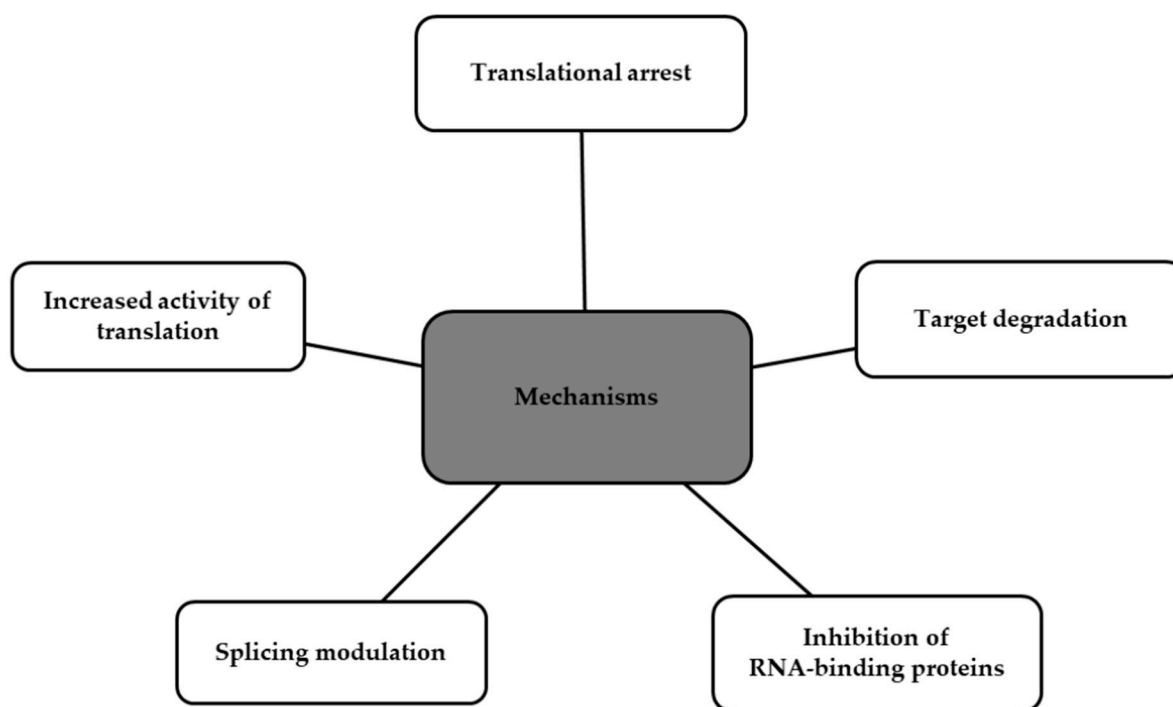 Translational arrest
Increased activity of
translation
Target degradation
Mechanisms
Splicing modulation
Inhibition of
RNA-binding proteins